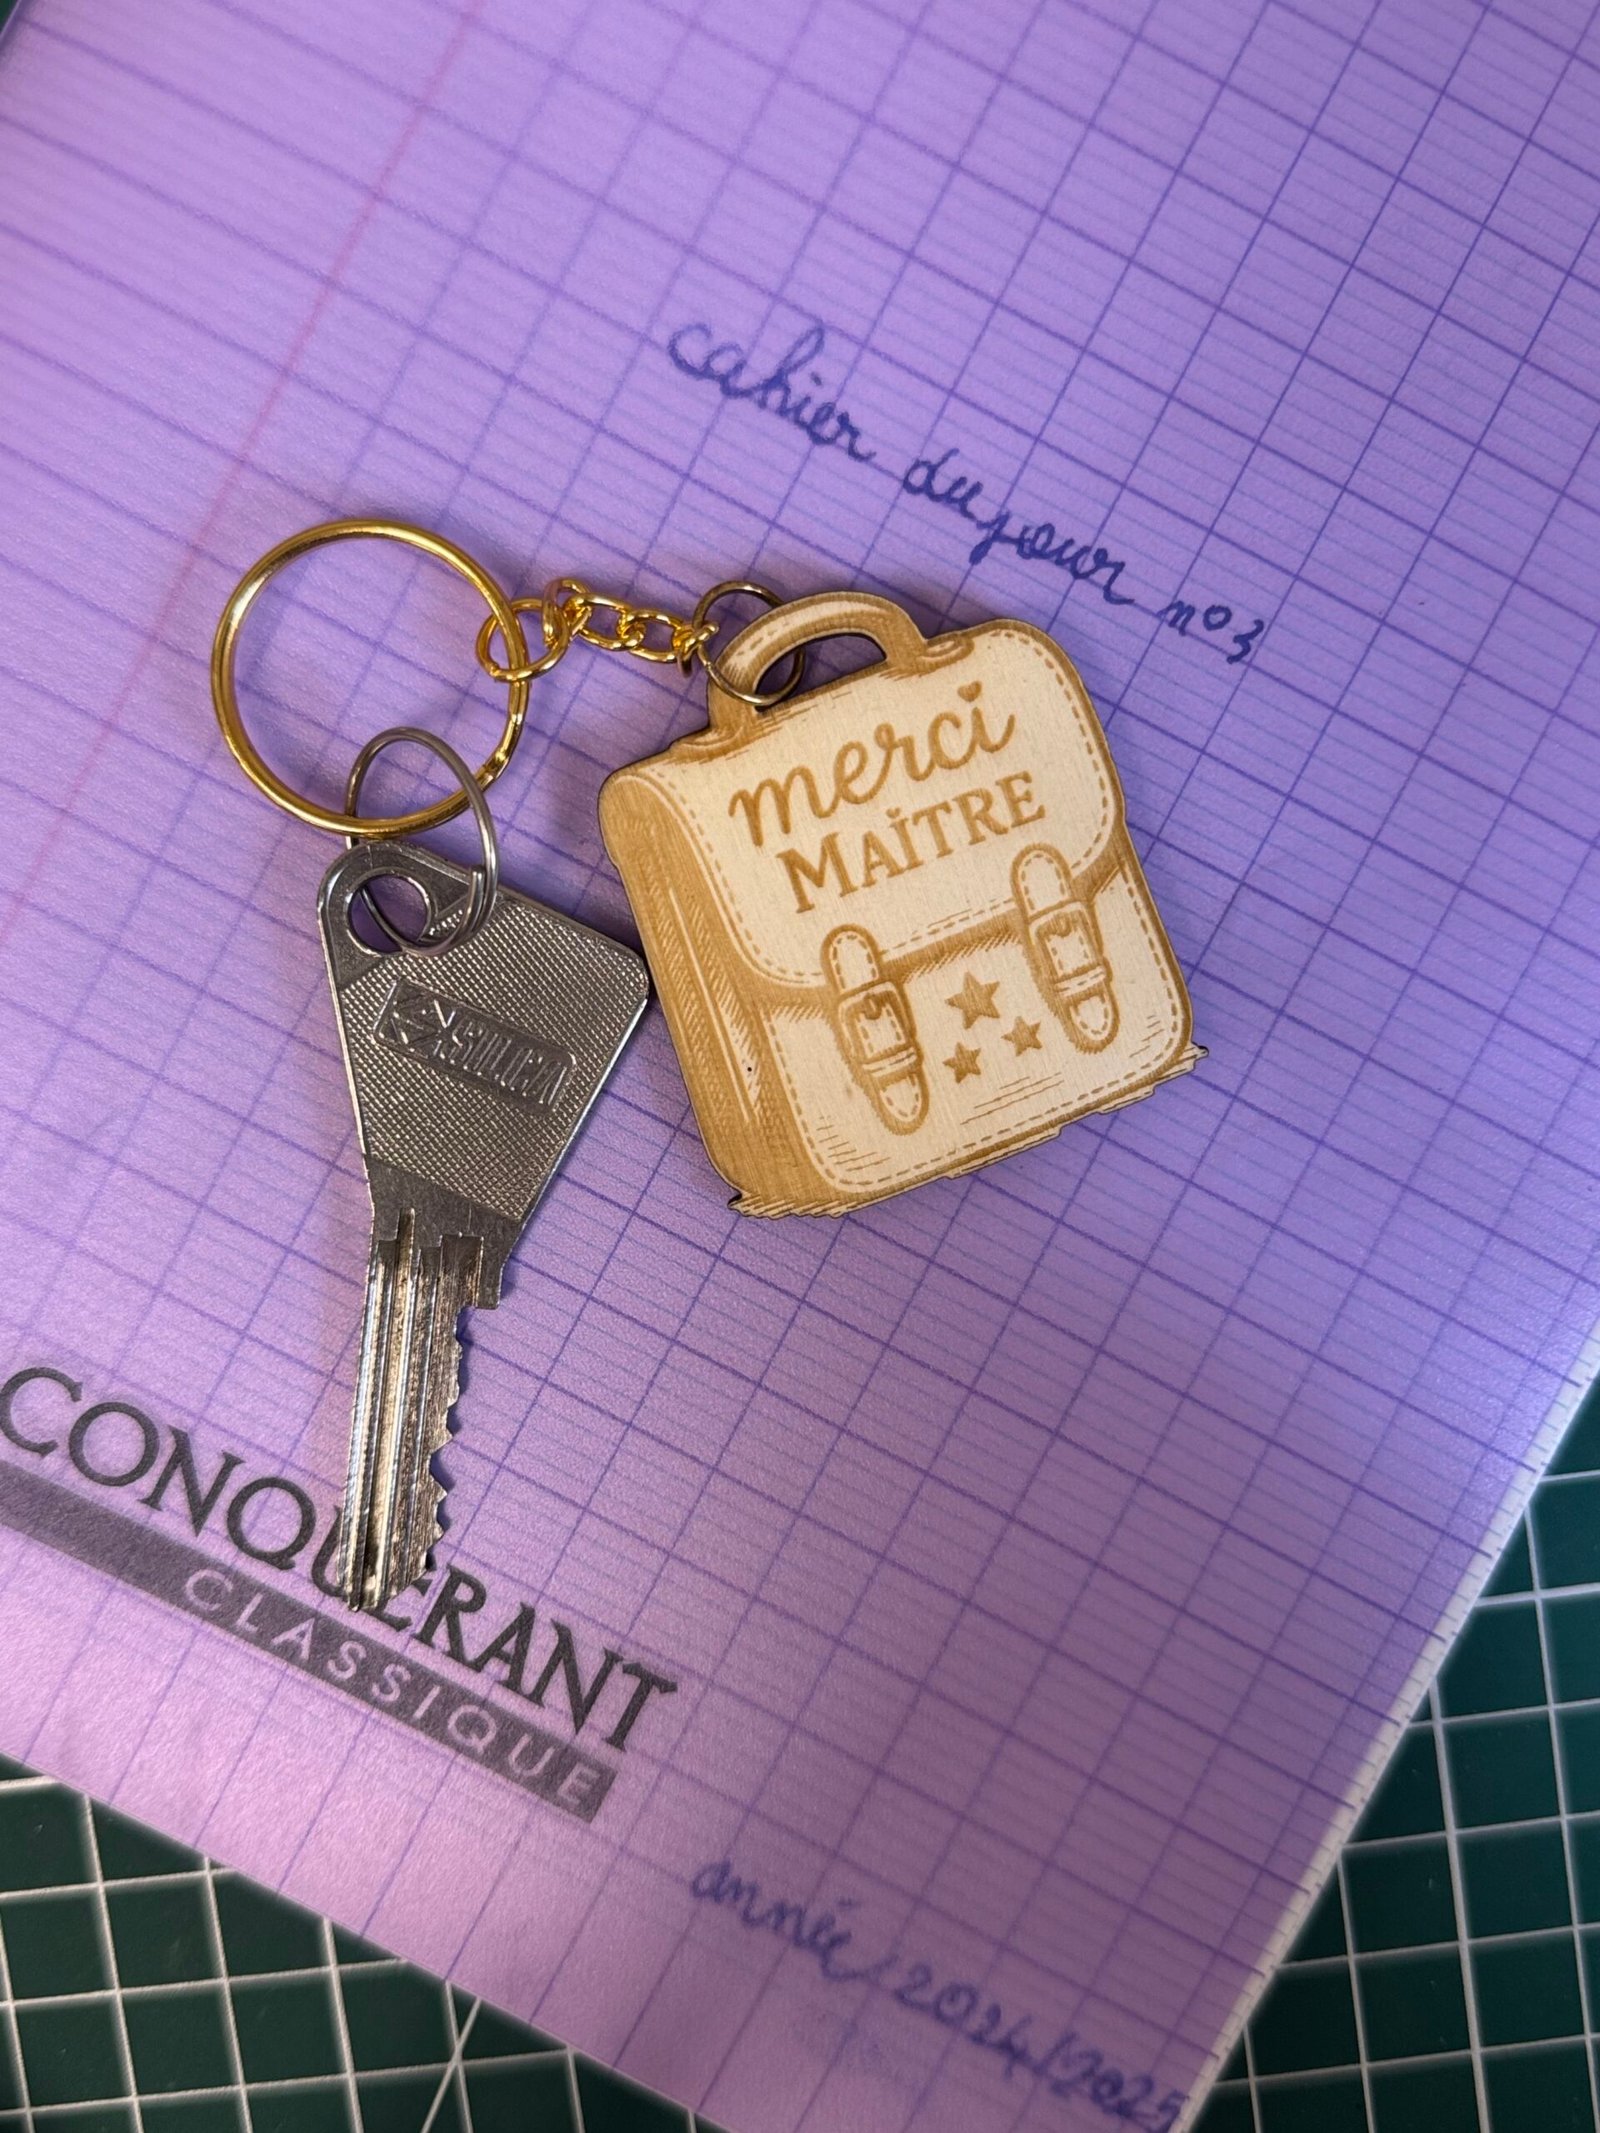 cahier du jour n°3
merci
MAÎTRE
SILCA
CONQUERANT
CLASSIQUE
année 2024/2025